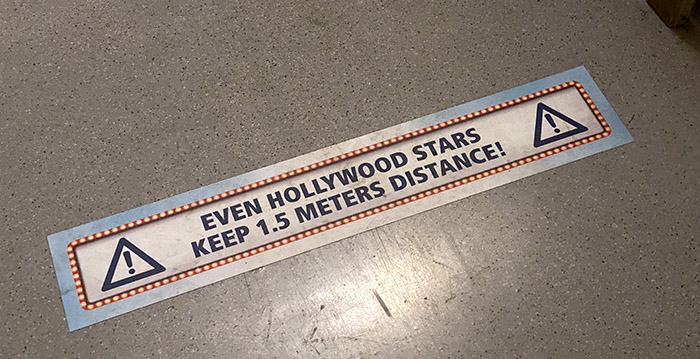 EVEN HOLLYWOOD STARS
KEEP 1.5 METERS DISTANCE!